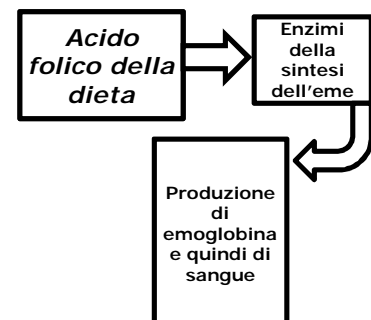 Acido
folico della
dieta
Enzimi
della
sintesi
dell'eme
Produzione
di
emoglobina
e quindi di
sangue